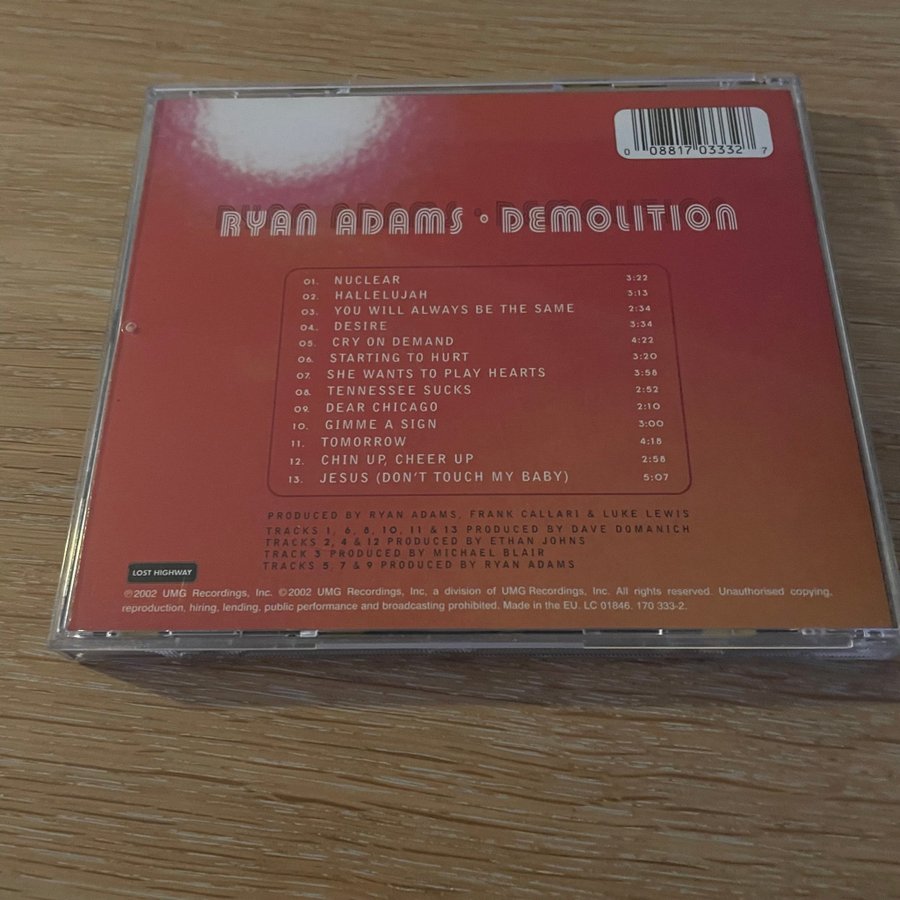 0 08817 03332 7
RYAN ADAMS • DEMOLITION
01. NUCLEAR 3:22
02. HALLELUJAH 3:13
03. YOU WILL ALWAYS BE THE SAME 2:34
04. DESIRE 3:34
05. CRY ON DEMAND 4:22
06. STARTING TO HURT 3:20
07. SHE WANTS TO PLAY HEARTS 3:58
08. TENNESSEE SUCKS 2:52
09. DEAR CHICAGO 2:10
10. GIMME A SIGN 3:00
11. TOMORROW 4:18
12. CHIN UP, CHEER UP 2:58
13. JESUS (DON'T TOUCH MY BABY) 5:07
PRODUCED BY RYAN ADAMS, FRANK CALLARI & LUKE LEWIS
TRACKS 1, 6, 8, 10, 11 & 13 PRODUCED BY DAVE DOMANICH
TRACKS 2, 4 & 12 PRODUCED BY ETHAN JOHNS
TRACK 3 PRODUCED BY MICHAEL BLAIR
TRACKS 5, 7 & 9 PRODUCED BY RYAN ADAMS
LOST HIGHWAY
℗2002 UMG Recordings, Inc. ©2002 UMG Recordings, Inc, a division of UMG Recordings, Inc. All rights reserved. Unauthorised copying,
reproduction, hiring, lending, public performance and broadcasting prohibited. Made in the EU. LC 01846. 170 333-2.